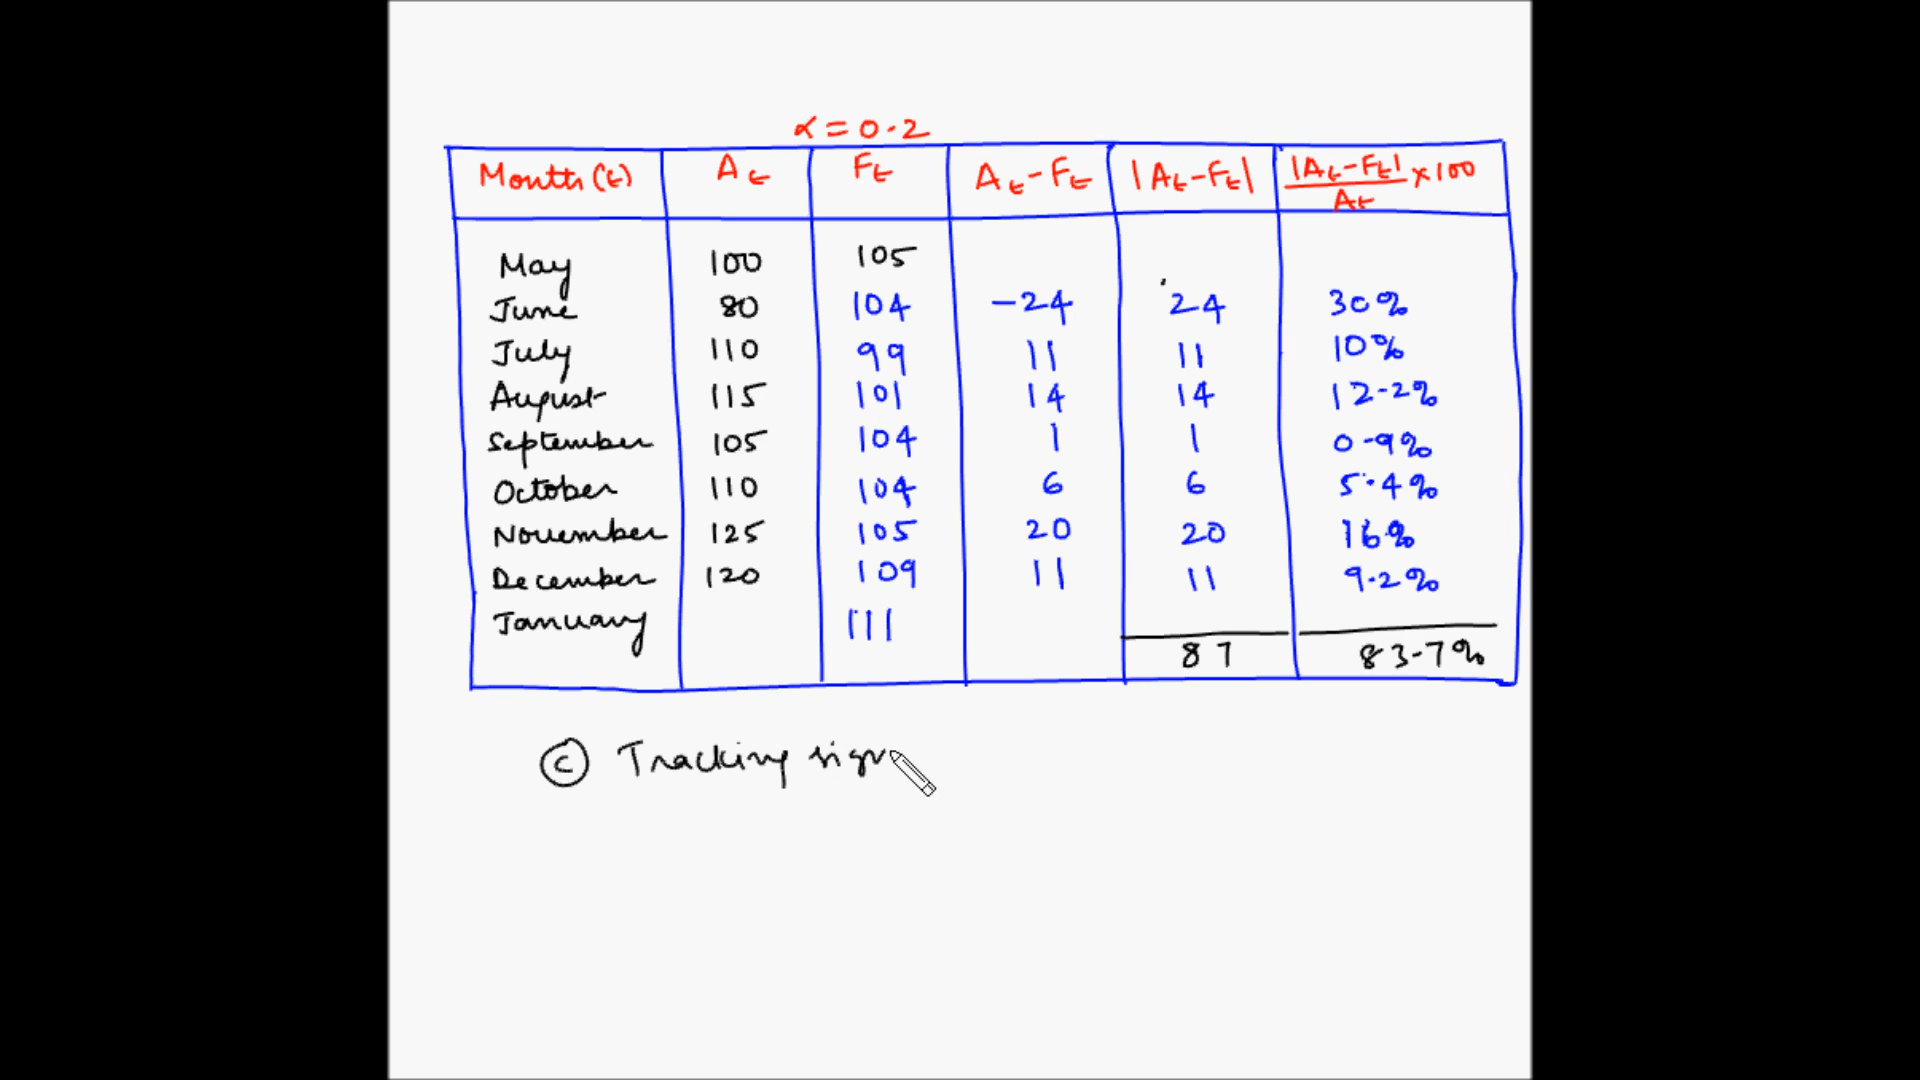 α = 0.2
Month (t) At Ft At - Ft |At - Ft| |At - Ft| / At × 100
May 100 105
June 80 104 -24 24 30%
July 110 99 11 11 10%
August 115 101 14 14 12.2%
September 105 104 1 1 0.9%
October 110 104 6 6 5.4%
November 125 105 20 20 16%
December 120 109 11 11 9.2%
January 111
87 83.7%
(c) Tracking sign